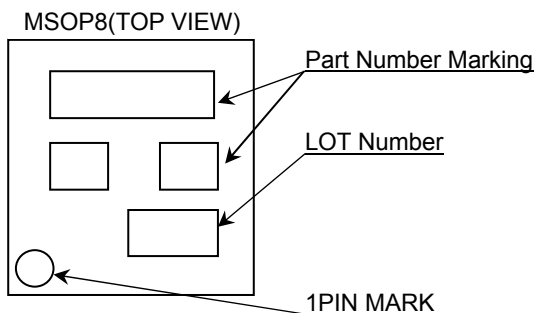 MSOP8(TOP VIEW)
Part Number Marking
LOT Number
1PIN MARK